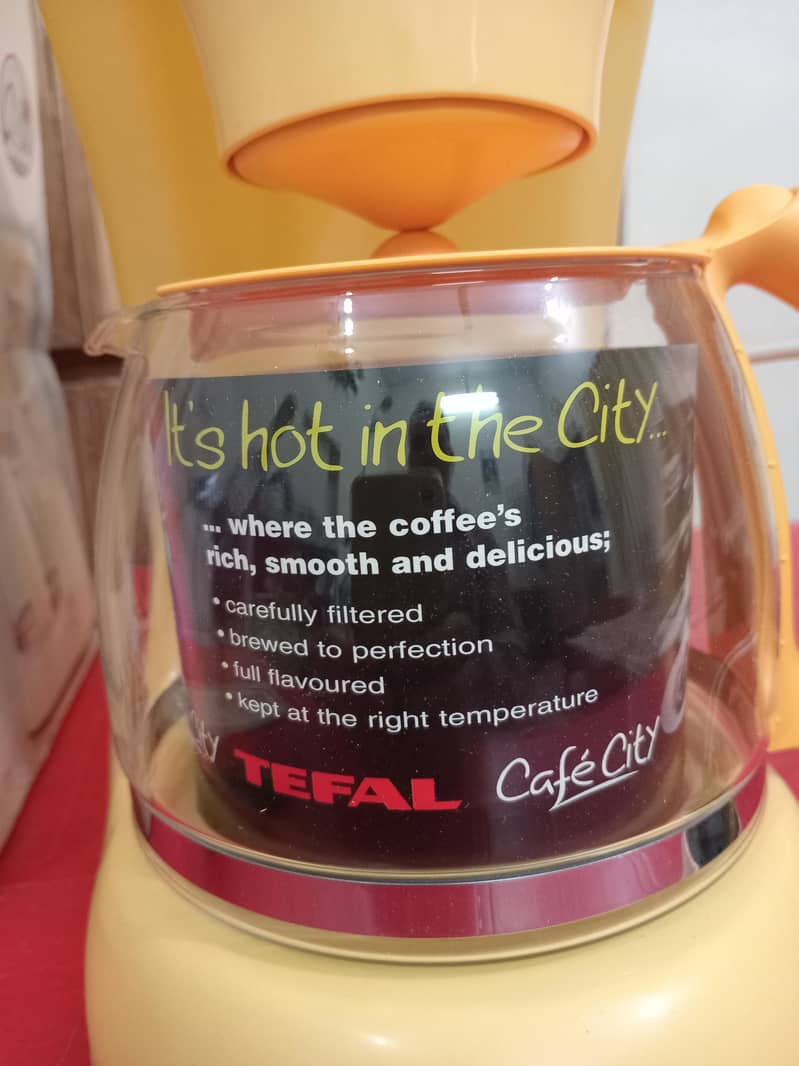 It's hot in the City...
... where the coffee's
rich, smooth and delicious;
• carefully filtered
• brewed to perfection
• full flavoured
• kept at the right temperature
City
TEFAL
Café City